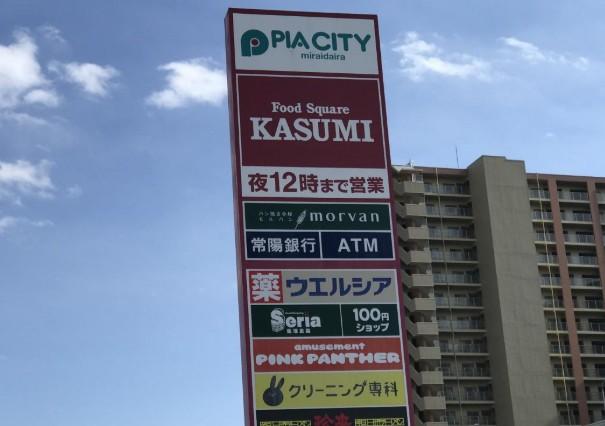 PIACITY
miraidaira
Food Square
KASUMI
夜12時まで営業
morvan
常陽銀行 ATM
薬 ウエルシア
Seria 100円
ショップ
amusement
PINK PANTHER
クリーニング専科